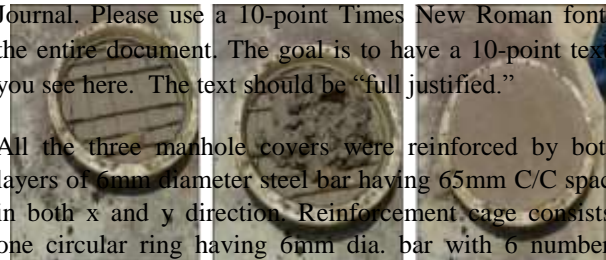 Journal. Please use a 10-point Times New Roman font
the entire document. The goal is to have a 10-point text
you see here. The text should be “full justified.”
All the three manhole covers were reinforced by both
layers of 6mm diameter steel bar having 65mm C/C spac
in both x and y direction. Reinforcement cage consists
one circular ring having 6mm dia. bar with 6 number